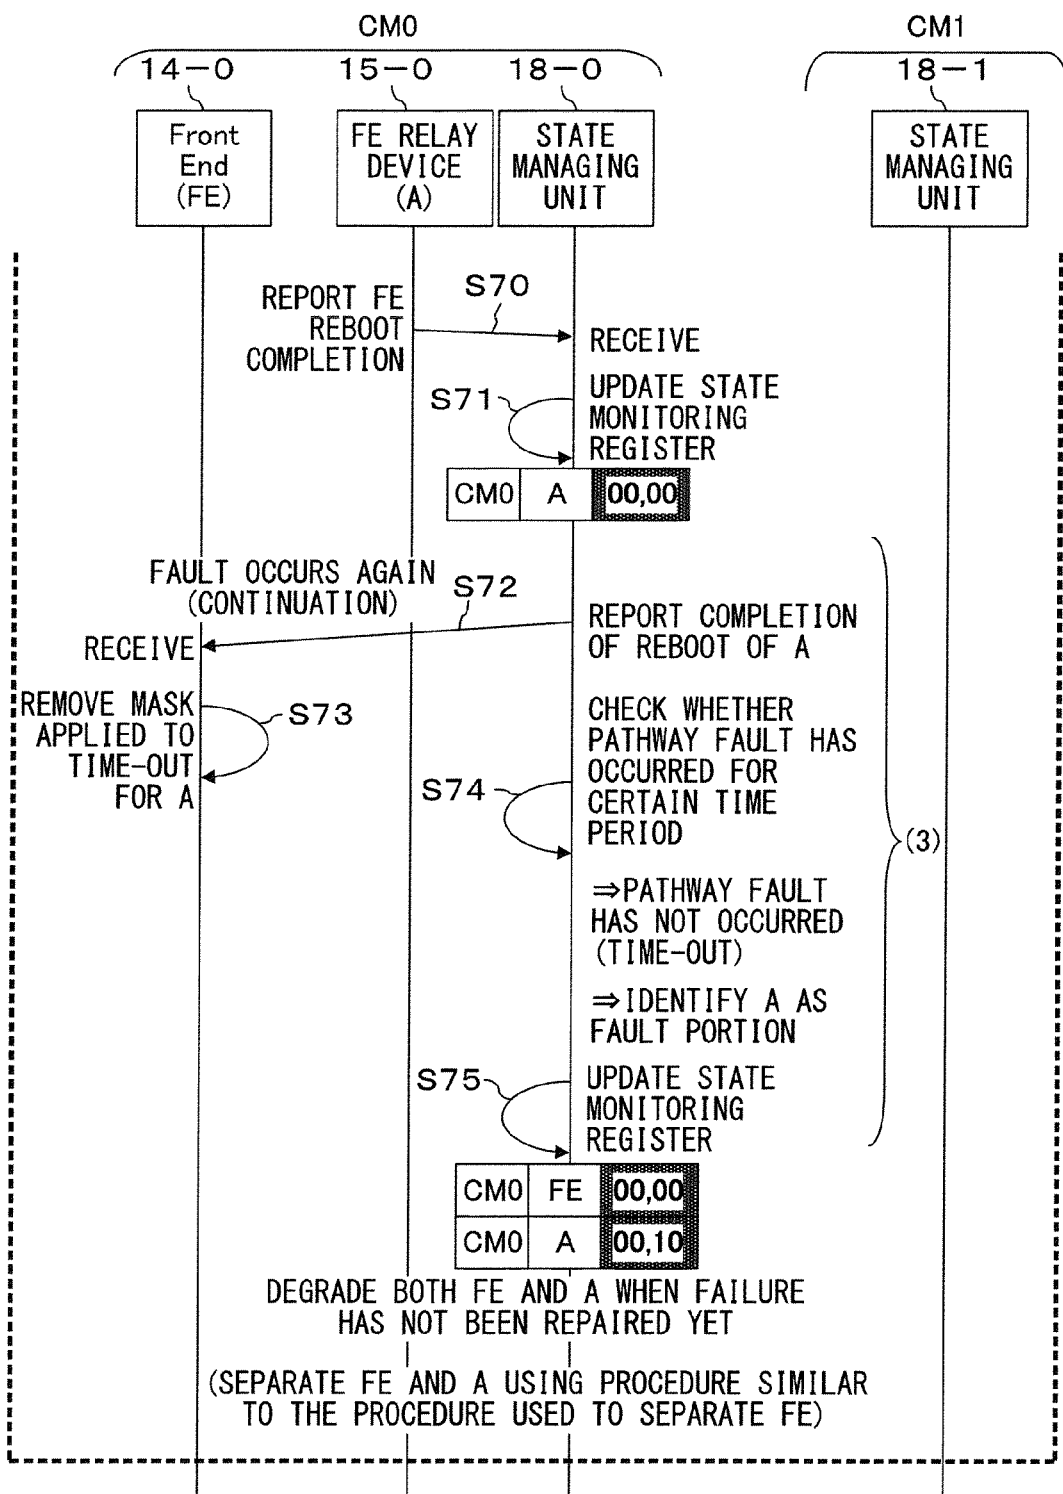 CM0
CM1
14-0
15-0
18-0
18-1
Front
End
(FE)
FE RELAY
DEVICE
(A)
STATE
MANAGING
UNIT
STATE
MANAGING
UNIT
REPORT FE
REBOOT
COMPLETION
S70
RECEIVE
S71
UPDATE STATE
MONITORING
REGISTER
CM0 A 00,00
FAULT OCCURS AGAIN
(CONTINUATION)
S72
REPORT COMPLETION
OF REBOOT OF A
RECEIVE
REMOVE MASK
APPLIED TO
TIME-OUT
FOR A
S73
CHECK WHETHER
PATHWAY FAULT HAS
OCCURRED FOR
CERTAIN TIME
PERIOD
S74
(3)
⇒PATHWAY FAULT
HAS NOT OCCURRED
(TIME-OUT)
⇒IDENTIFY A AS
FAULT PORTION
S75
UPDATE STATE
MONITORING
REGISTER
CM0 FE 00,00
CM0 A 00,10
DEGRADE BOTH FE AND A WHEN FAILURE
HAS NOT BEEN REPAIRED YET
(SEPARATE FE AND A USING PROCEDURE SIMILAR
TO THE PROCEDURE USED TO SEPARATE FE)